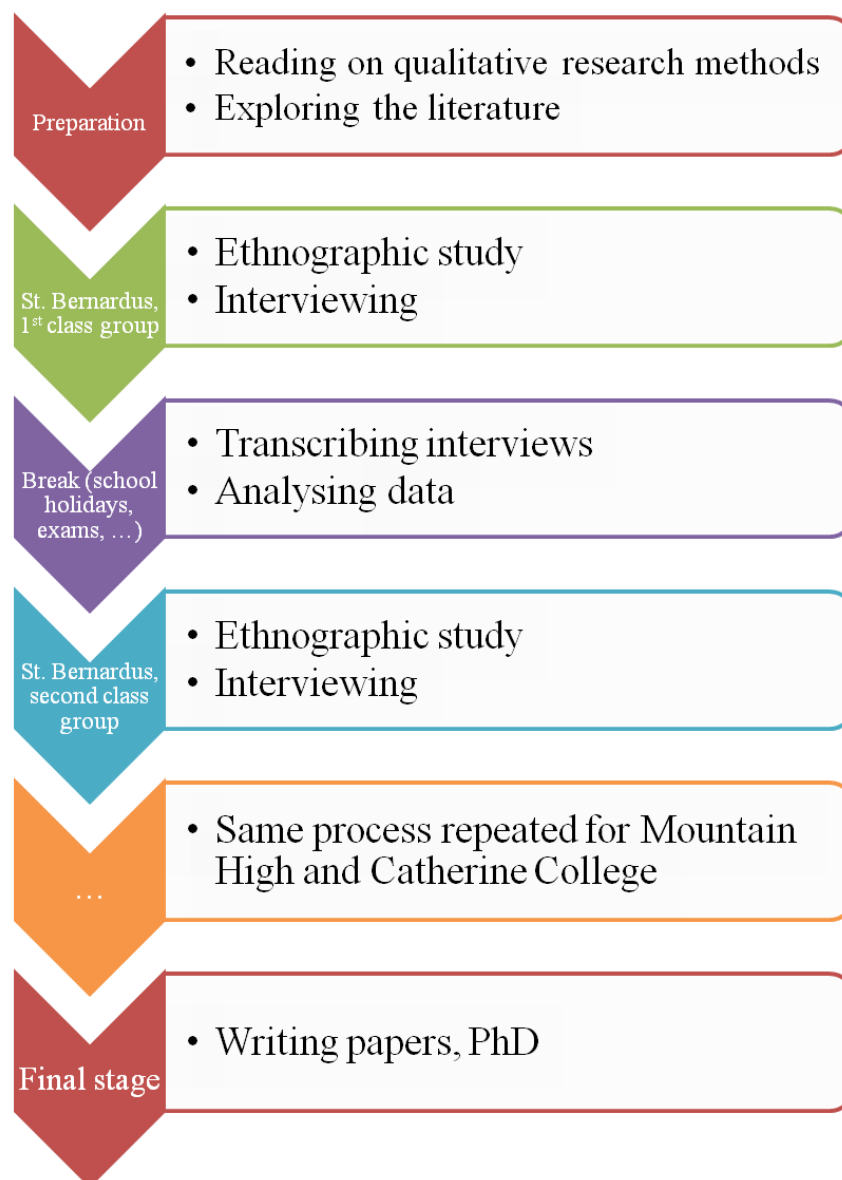 Preparation
• Reading on qualitative research methods
• Exploring the literature
St. Bernardus,
1st class group
• Ethnographic study
• Interviewing
Break (school
holidays,
exams, …)
• Transcribing interviews
• Analysing data
St. Bernardus,
second class
group
• Ethnographic study
• Interviewing
…
• Same process repeated for Mountain
High and Catherine College
Final stage
• Writing papers, PhD